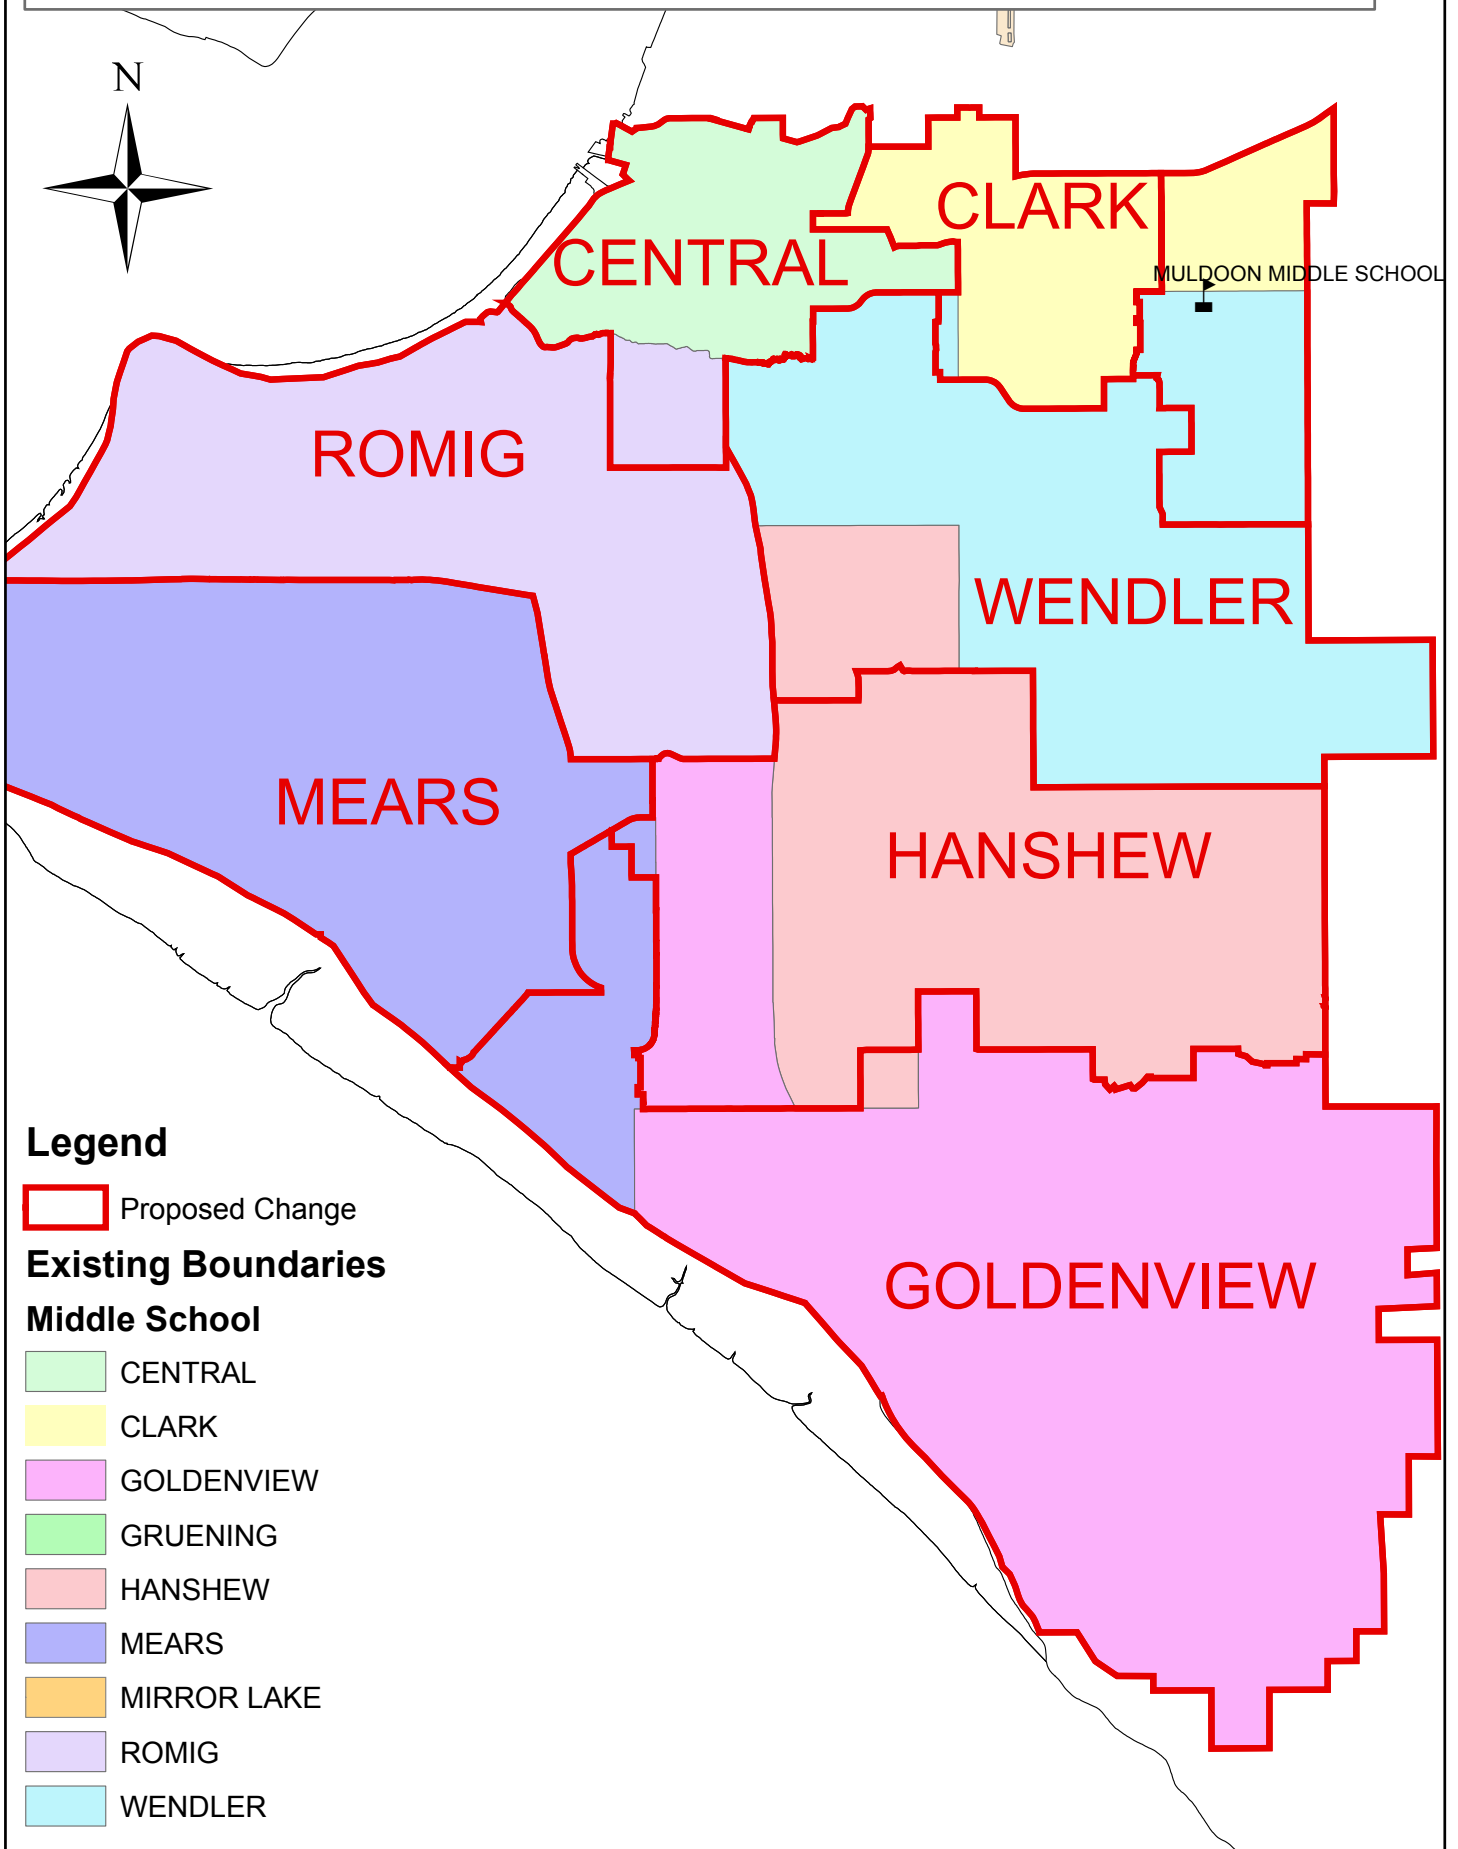 N
CLARK
CENTRAL
MULDOON MIDDLE SCHOOL
ROMIG
WENDLER
MEARS
HANSHEW
GOLDENVIEW
Legend
Proposed Change
Existing Boundaries
Middle School
CENTRAL
CLARK
GOLDENVIEW
GRUENING
HANSHEW
MEARS
MIRROR LAKE
ROMIG
WENDLER